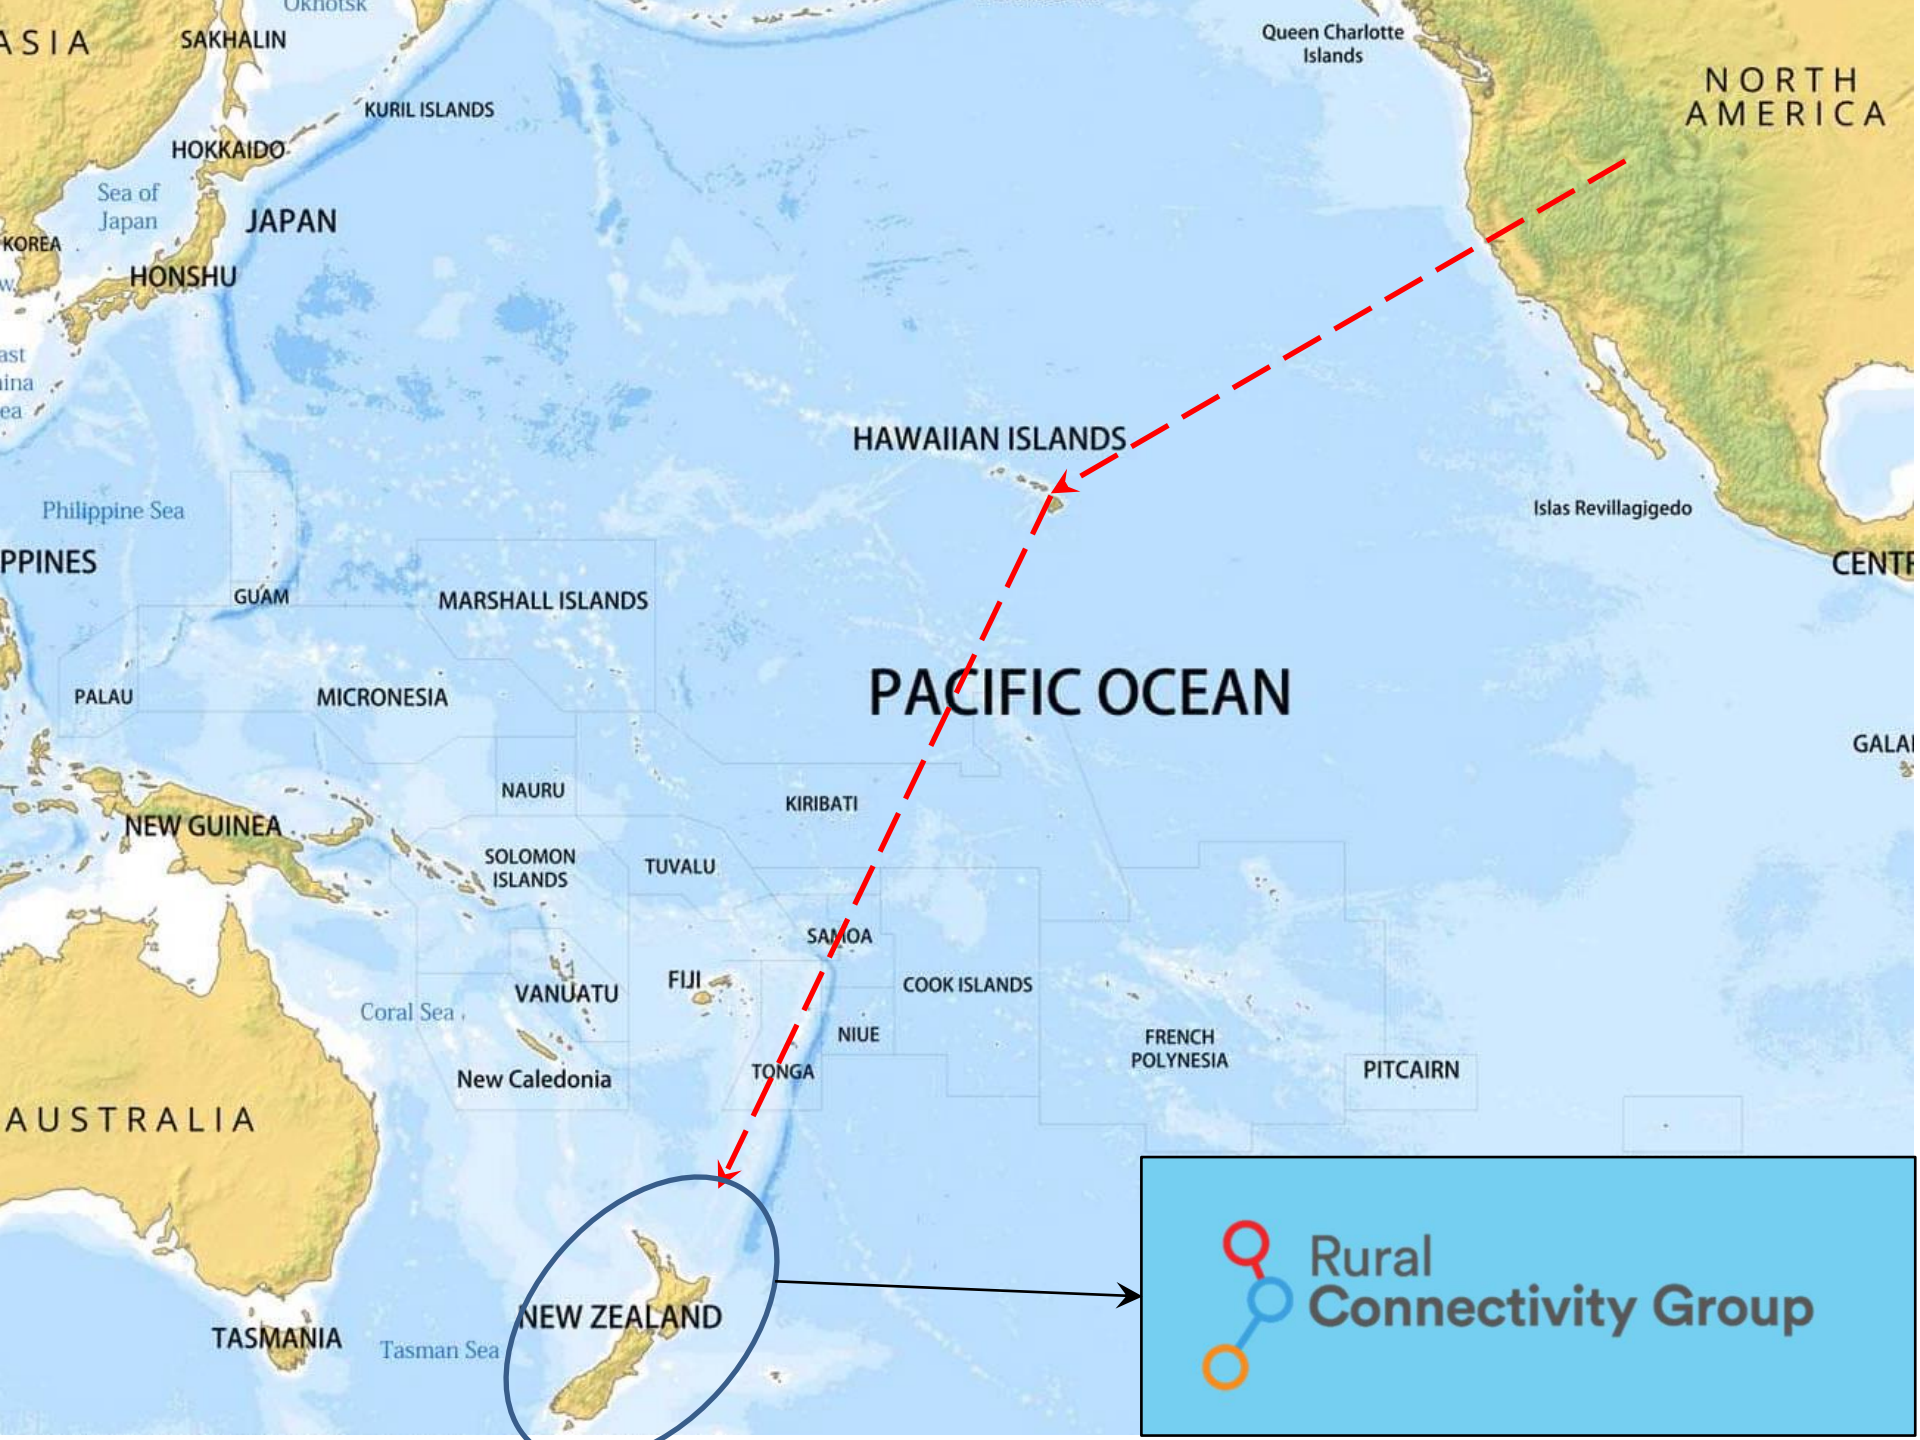 Okhotsk
ASIA
SAKHALIN
Queen Charlotte
Islands
NORTH
AMERICA
KURIL ISLANDS
HOKKAIDO
Sea of
Japan
JAPAN
KOREA
HONSHU
HAWAIIAN ISLANDS
Philippine Sea
Islas Revillagigedo
PPINES
CENTR
GUAM
MARSHALL ISLANDS
PALAU
MICRONESIA
PACIFIC OCEAN
GALA
NAURU
KIRIBATI
NEW GUINEA
SOLOMON
ISLANDS
TUVALU
SAMOA
FIJI
COOK ISLANDS
VANUATU
Coral Sea
NIUE
FRENCH
POLYNESIA
TONGA
PITCAIRN
New Caledonia
AUSTRALIA
NEW ZEALAND
TASMANIA
Tasman Sea
Rural
Connectivity Group